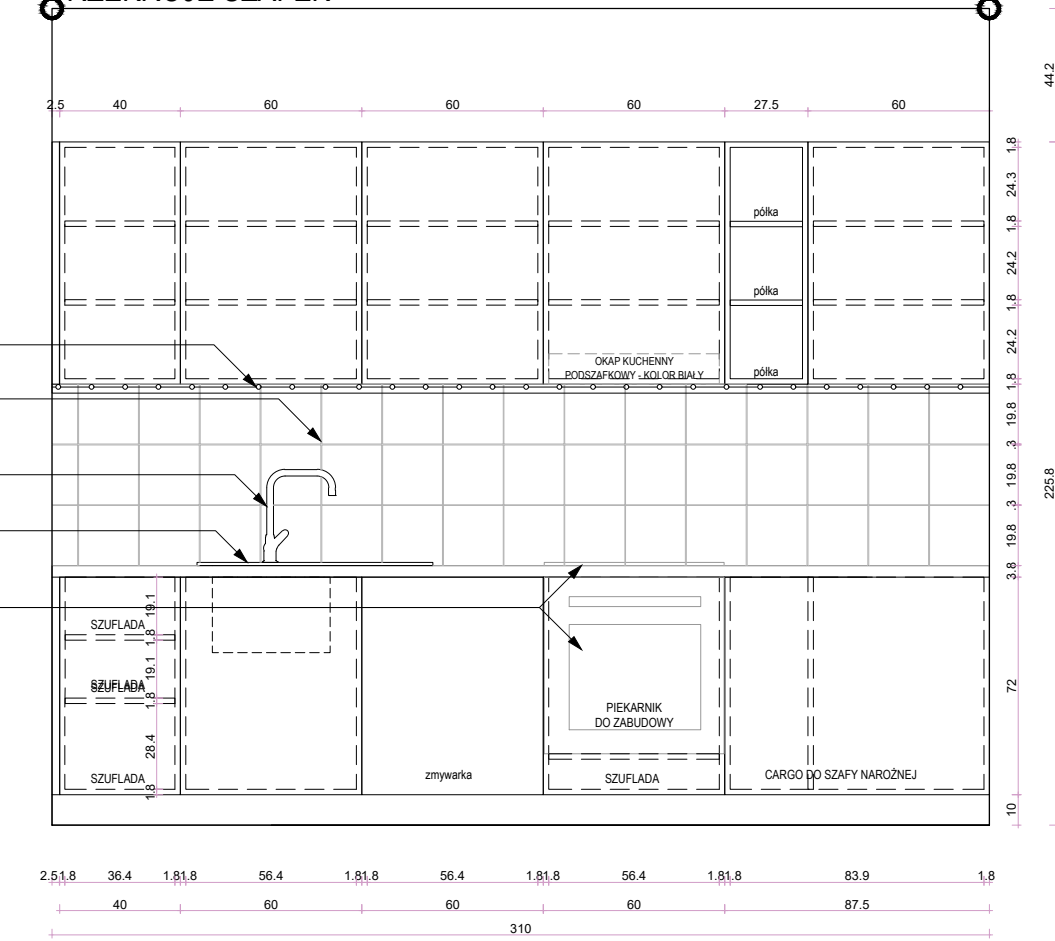 44.2
2.5 40 60 60 60 27.5 60
1.8
24.3
1.8
24.2
1.8
24.2
1.8
półka
półka
półka
OKAP KUCHENNY
PODSZAFKOWY - KOLOR BIAŁY
19.8
.3
19.8
.3
19.8
3.8
225.8
72
10
19.1
SZUFLADA
1.8
19.1
SZUFLADA
SZUFLADA
1.8
28.4
SZUFLADA
1.8
zmywarka
PIEKARNIK
DO ZABUDOWY
SZUFLADA
CARGO DO SZAFY NAROŻNEJ
2.5 1.8 36.4 1.8 1.8 56.4 1.8 1.8 56.4 1.8 1.8 56.4 1.8 1.8 83.9 1.8
40 60 60 60 87.5
310